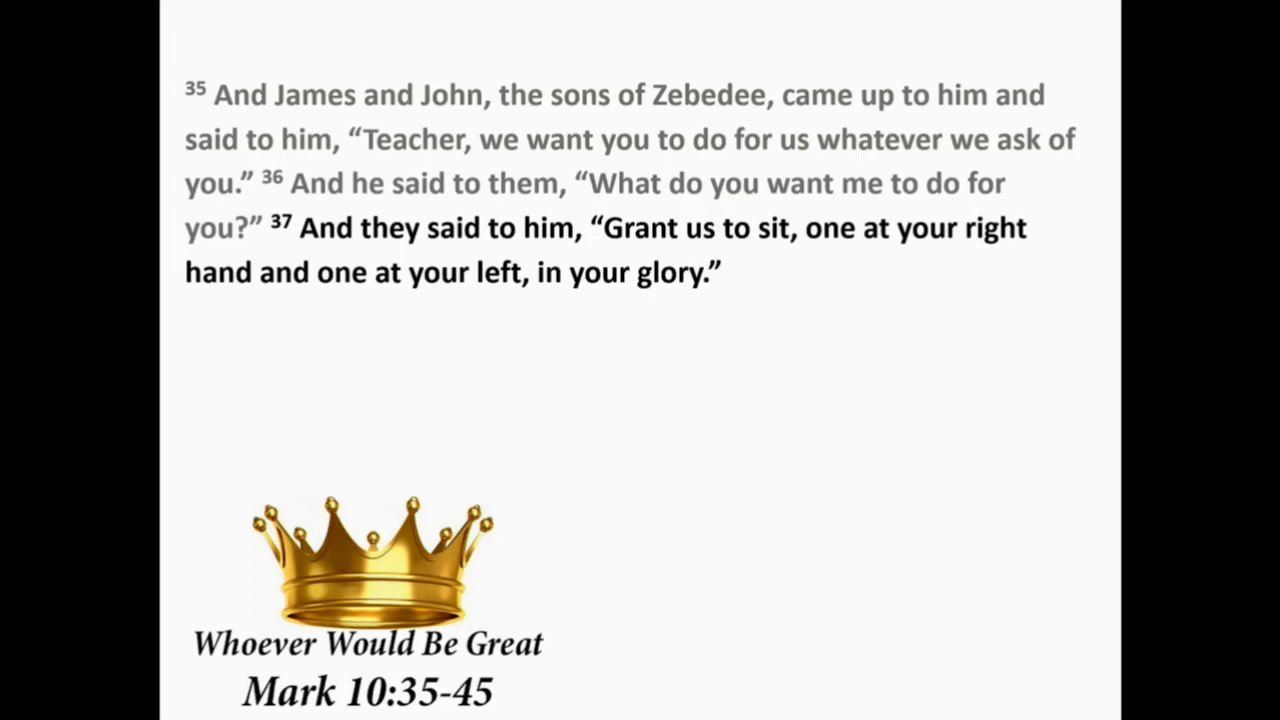 35 And James and John, the sons of Zebedee, came up to him and
said to him, “Teacher, we want you to do for us whatever we ask of
you.” 36 And he said to them, “What do you want me to do for
you?” 37 And they said to him, “Grant us to sit, one at your right
hand and one at your left, in your glory.”
Whoever Would Be Great
Mark 10:35-45